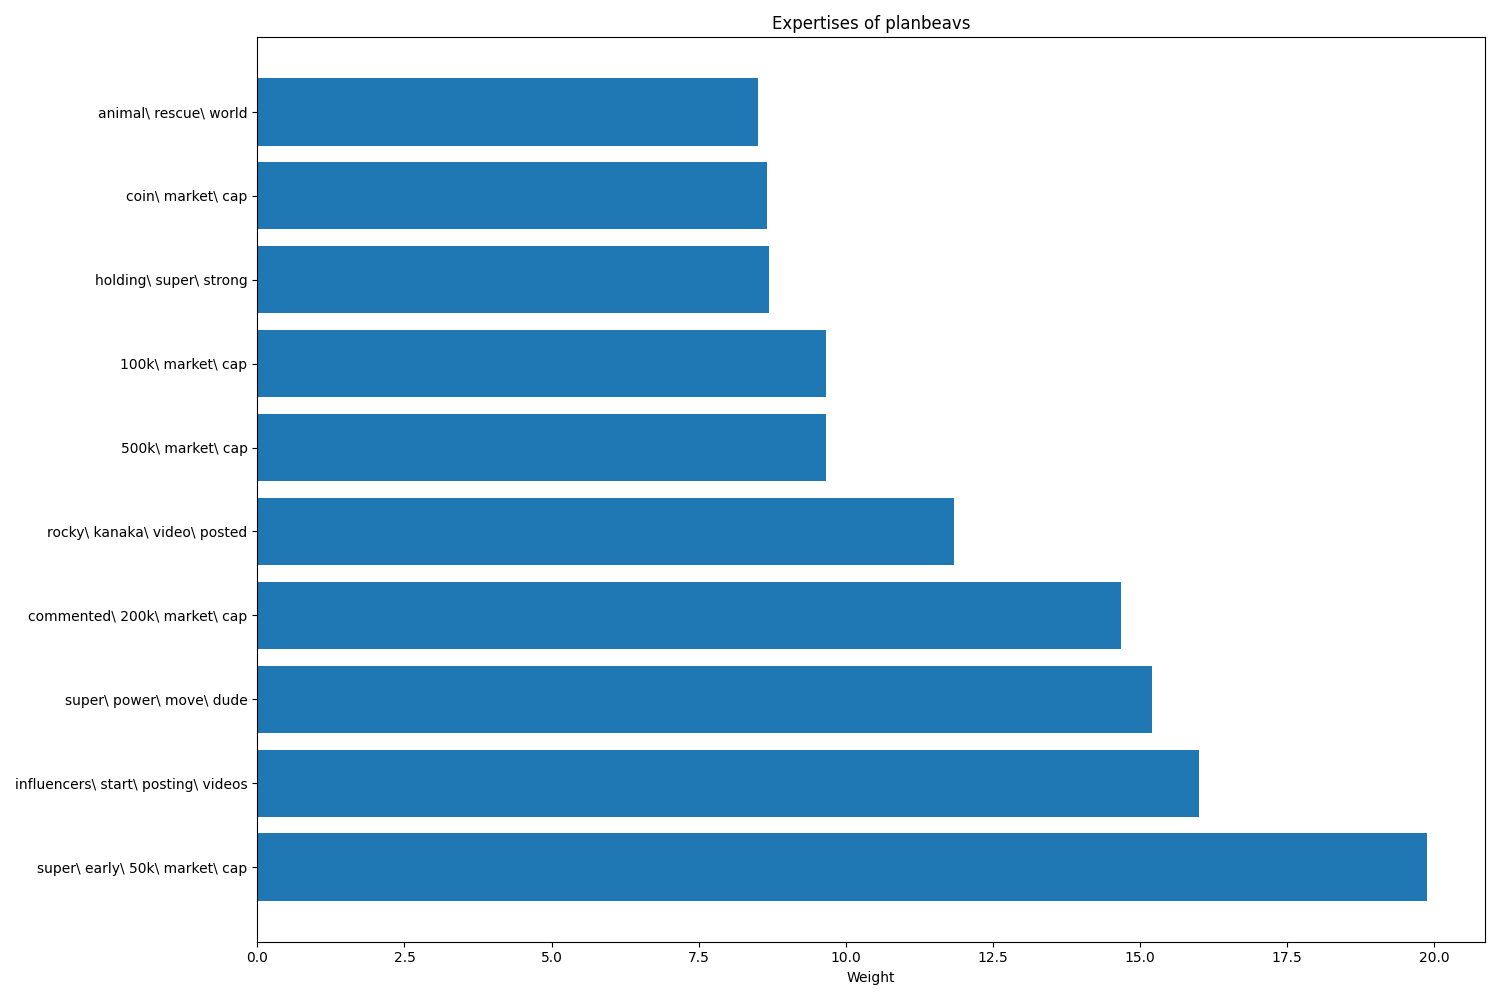 Expertises of planbeavs
animal\ rescue\ world
coin\ market\ cap
holding\ super\ strong
100k\ market\ cap
500k\ market\ cap
rocky\ kanaka\ video\ posted
commented\ 200k\ market\ cap
super\ power\ move\ dude
influencers\ start\ posting\ videos
super\ early\ 50k\ market\ cap
0.0 2.5 5.0 7.5 10.0 12.5 15.0 17.5 20.0
Weight